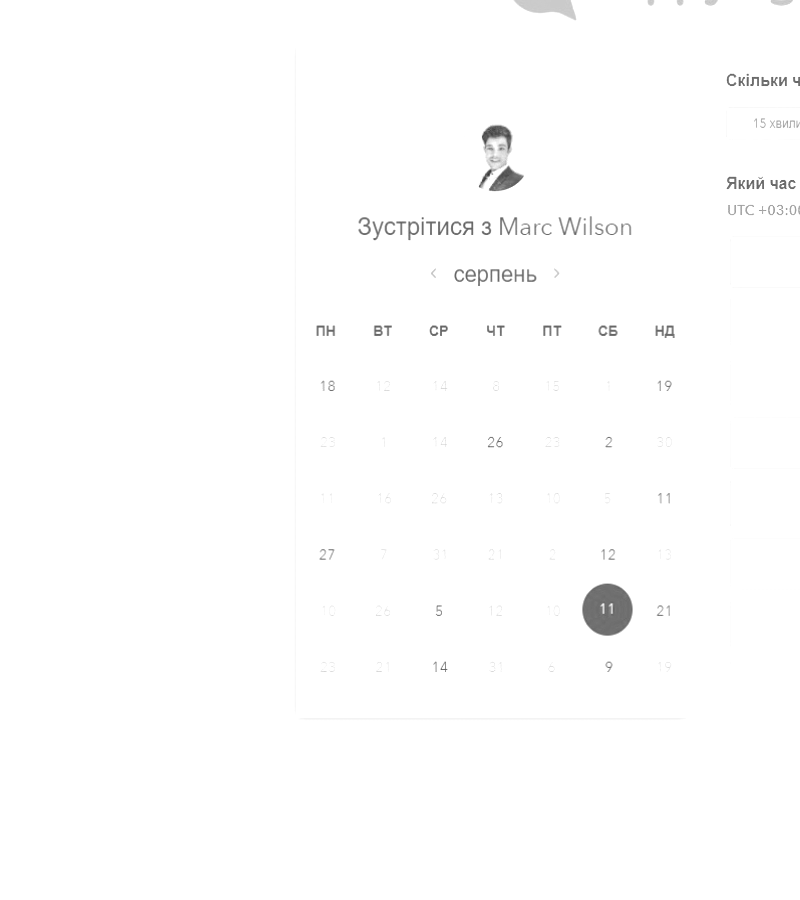 Скільки ч
15 хвили
Який час
UTC +03:00
Зустрітися з Marc Wilson
серпень
ПН ВТ СР ЧТ ПТ СБ НД
18 12 14 8 15 1 19
23 1 14 26 23 2 30
11 16 26 13 10 9 11
27 7 31 21 2 12 13
10 26 5 12 10 11 21
23 21 14 31 6 9 19